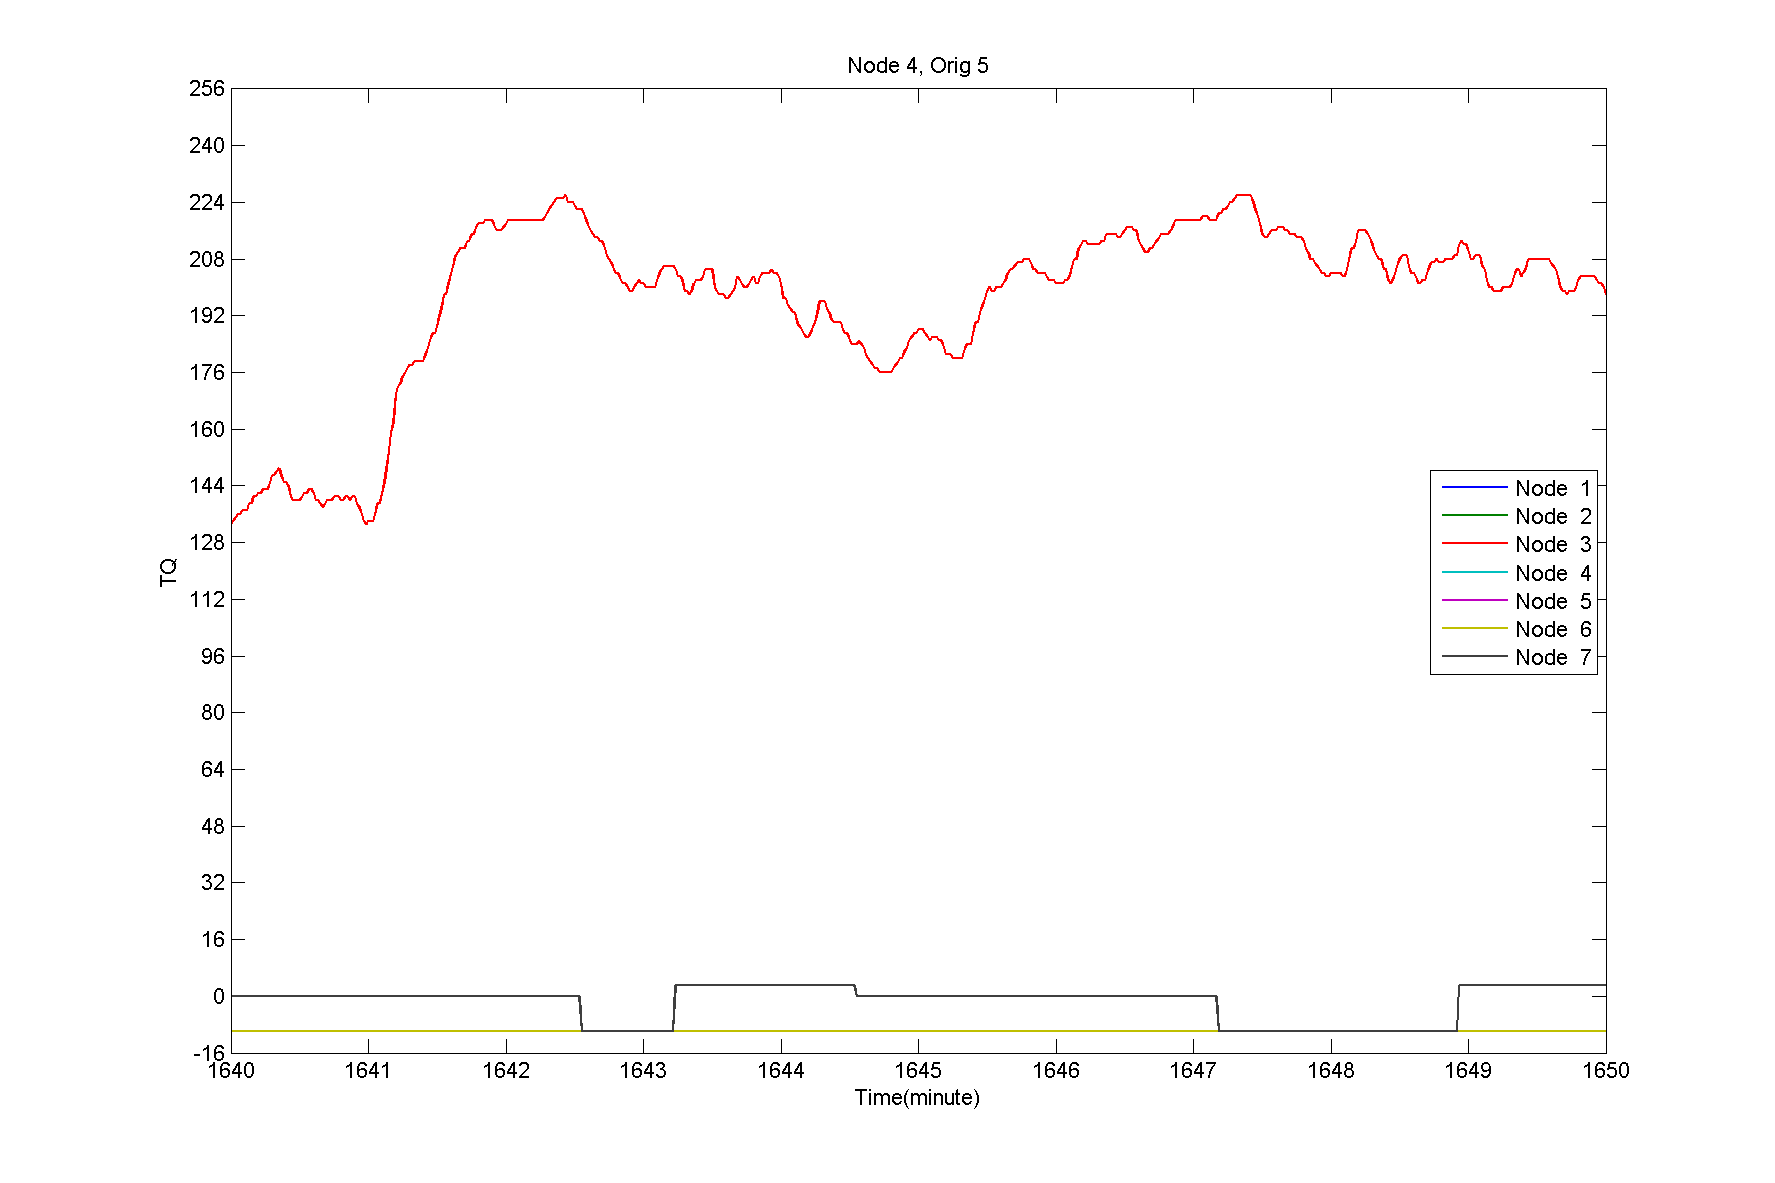 Node 4, Orig 5
256
240
224
208
192
176
160
144
128
112
96
80
64
48
32
16
0
-16
TQ
Node 1
Node 2
Node 3
Node 4
Node 5
Node 6
Node 7
1640 1641 1642 1643 1644 1645 1646 1647 1648 1649 1650
Time(minute)